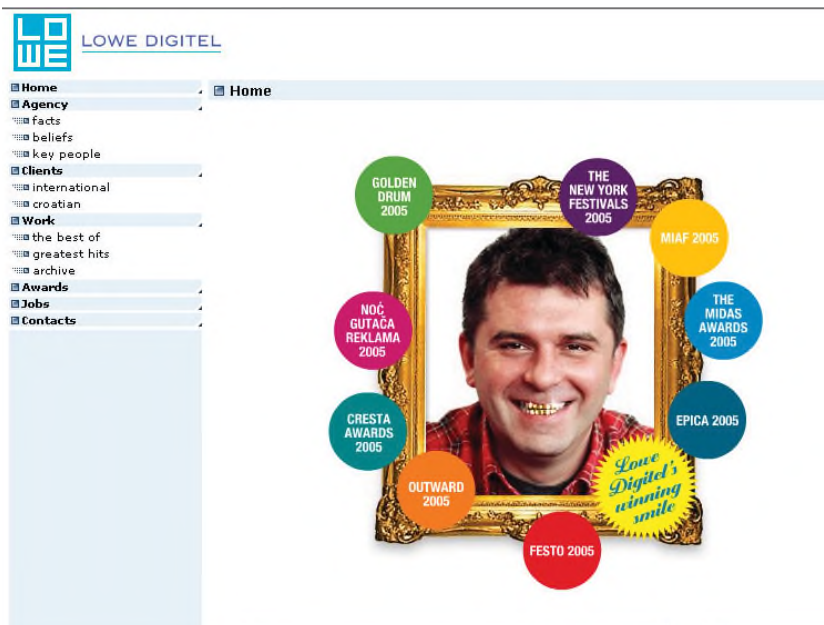 LO
WE
LOWE DIGITEL
Home
Agency
facts
beliefs
key people
Clients
international
croatian
Work
the best of
greatest hits
archive
Awards
Jobs
Contacts
Home
GOLDEN
DRUM
2005
THE
NEW YORK
FESTIVALS
2005
MIAF 2005
NOĆ
GUTAČA
REKLAMA
2005
THE
MIDAS
AWARDS
2005
CRESTA
AWARDS
2005
EPICA 2005
OUTWARD
2005
Lowe
Digitel's
winning
smile
FESTO 2005